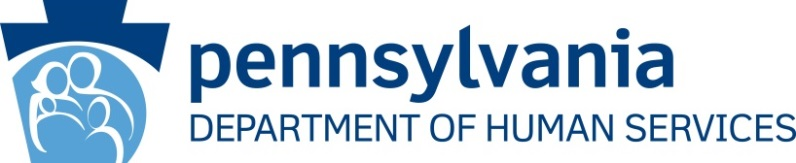 pennsylvania
DEPARTMENT OF HUMAN SERVICES